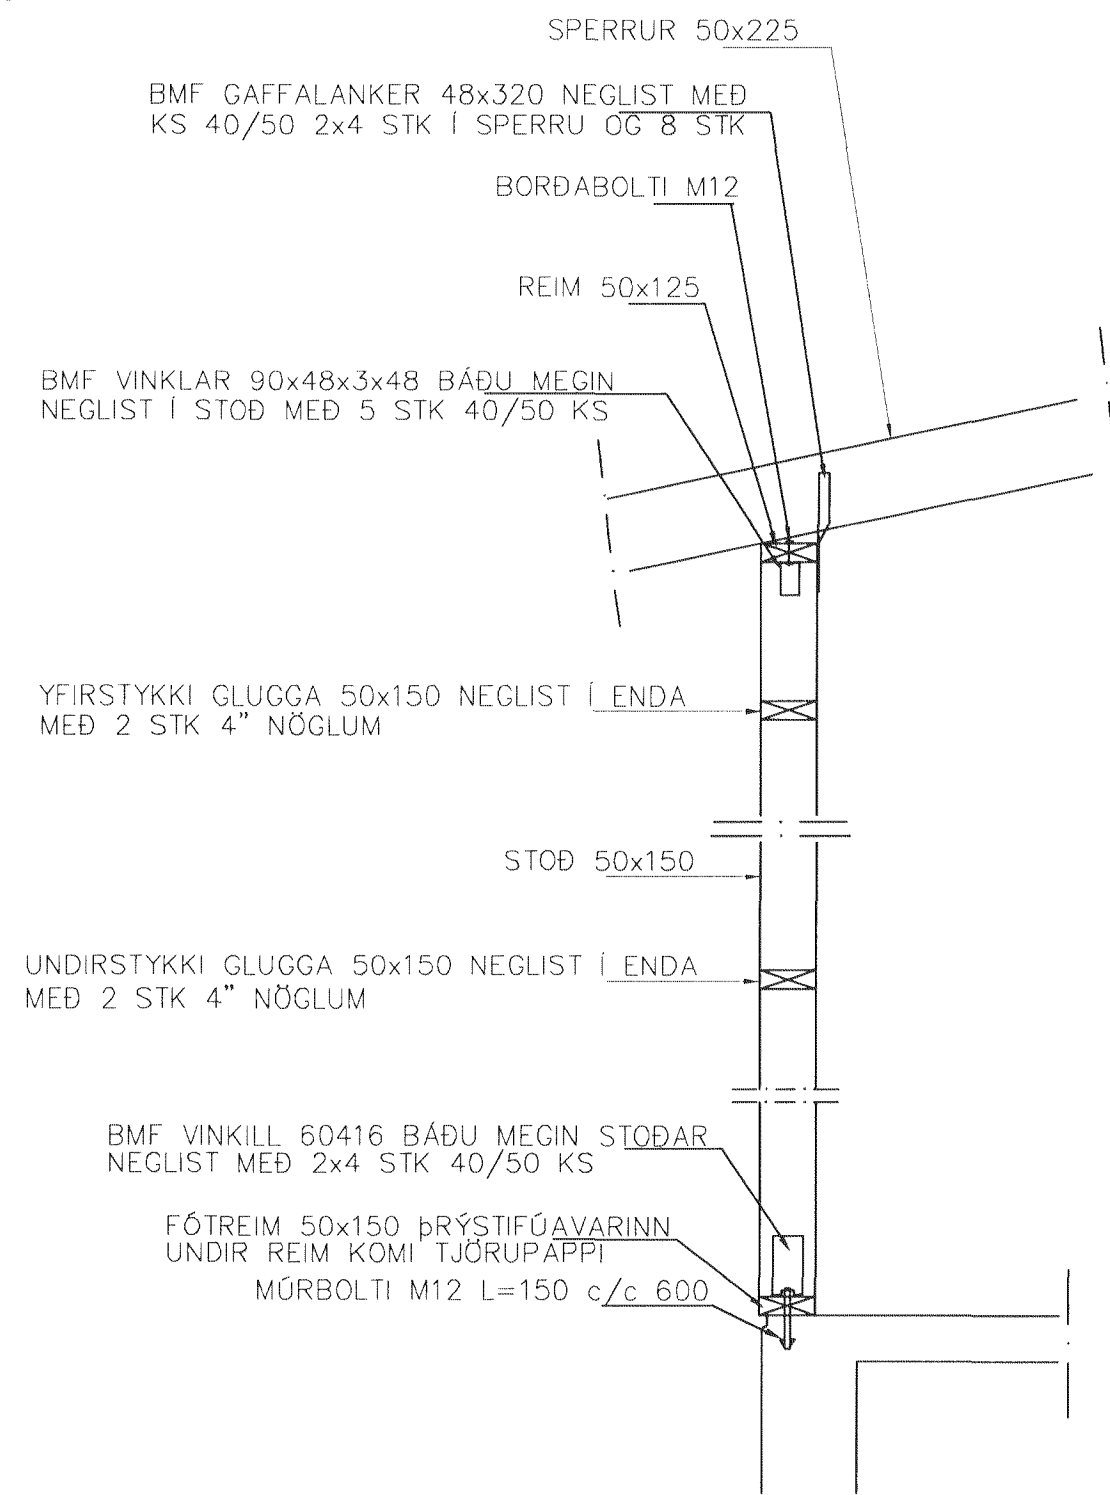 SPERRUR 50x225
BMF GAFFALANKER 48x320 NEGLIST MEÐ
KS 40/50 2x4 STK Í SPERRU OG 8 STK
BORÐABOLTI M12
REIM 50x125
BMF VINKLAR 90x48x3x48 BÁÐU MEGIN
NEGLIST Í STOÐ MEÐ 5 STK 40/50 KS
YFIRSTYKKI GLUGGA 50x150 NEGLIST Í ENDA
MEÐ 2 STK 4" NÖGLUM
STOÐ 50x150
UNDIRSTYKKI GLUGGA 50x150 NEGLIST Í ENDA
MEÐ 2 STK 4" NÖGLUM
BMF VINKILL 60416 BÁÐU MEGIN STOÐAR
NEGLIST MEÐ 2x4 STK 40/50 KS
FÓTREIM 50x150 þRÝSTIFÚAVARINN
UNDIR REIM KOMI TJÖRUPAPPI
MÚRBOLTI M12 L=150 c/c 600